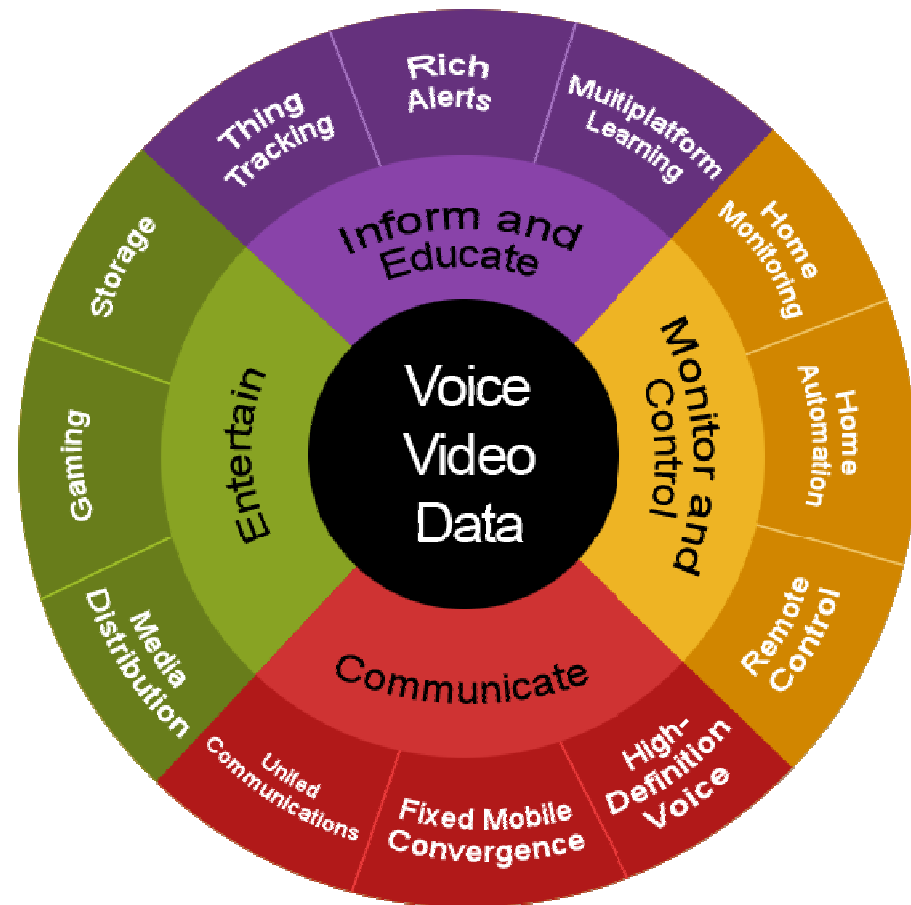 Voice
Video
Data
Inform and
Educate
Thing
Tracking
Rich
Alerts
Multiplatform
Learning
Monitor and
Control
Home
Monitoring
Home
Automation
Remote
Control
Communicate
High-
Definition
Voice
Fixed Mobile
Convergence
United
Communications
Entertain
Media
Distribution
Gaming
Storage